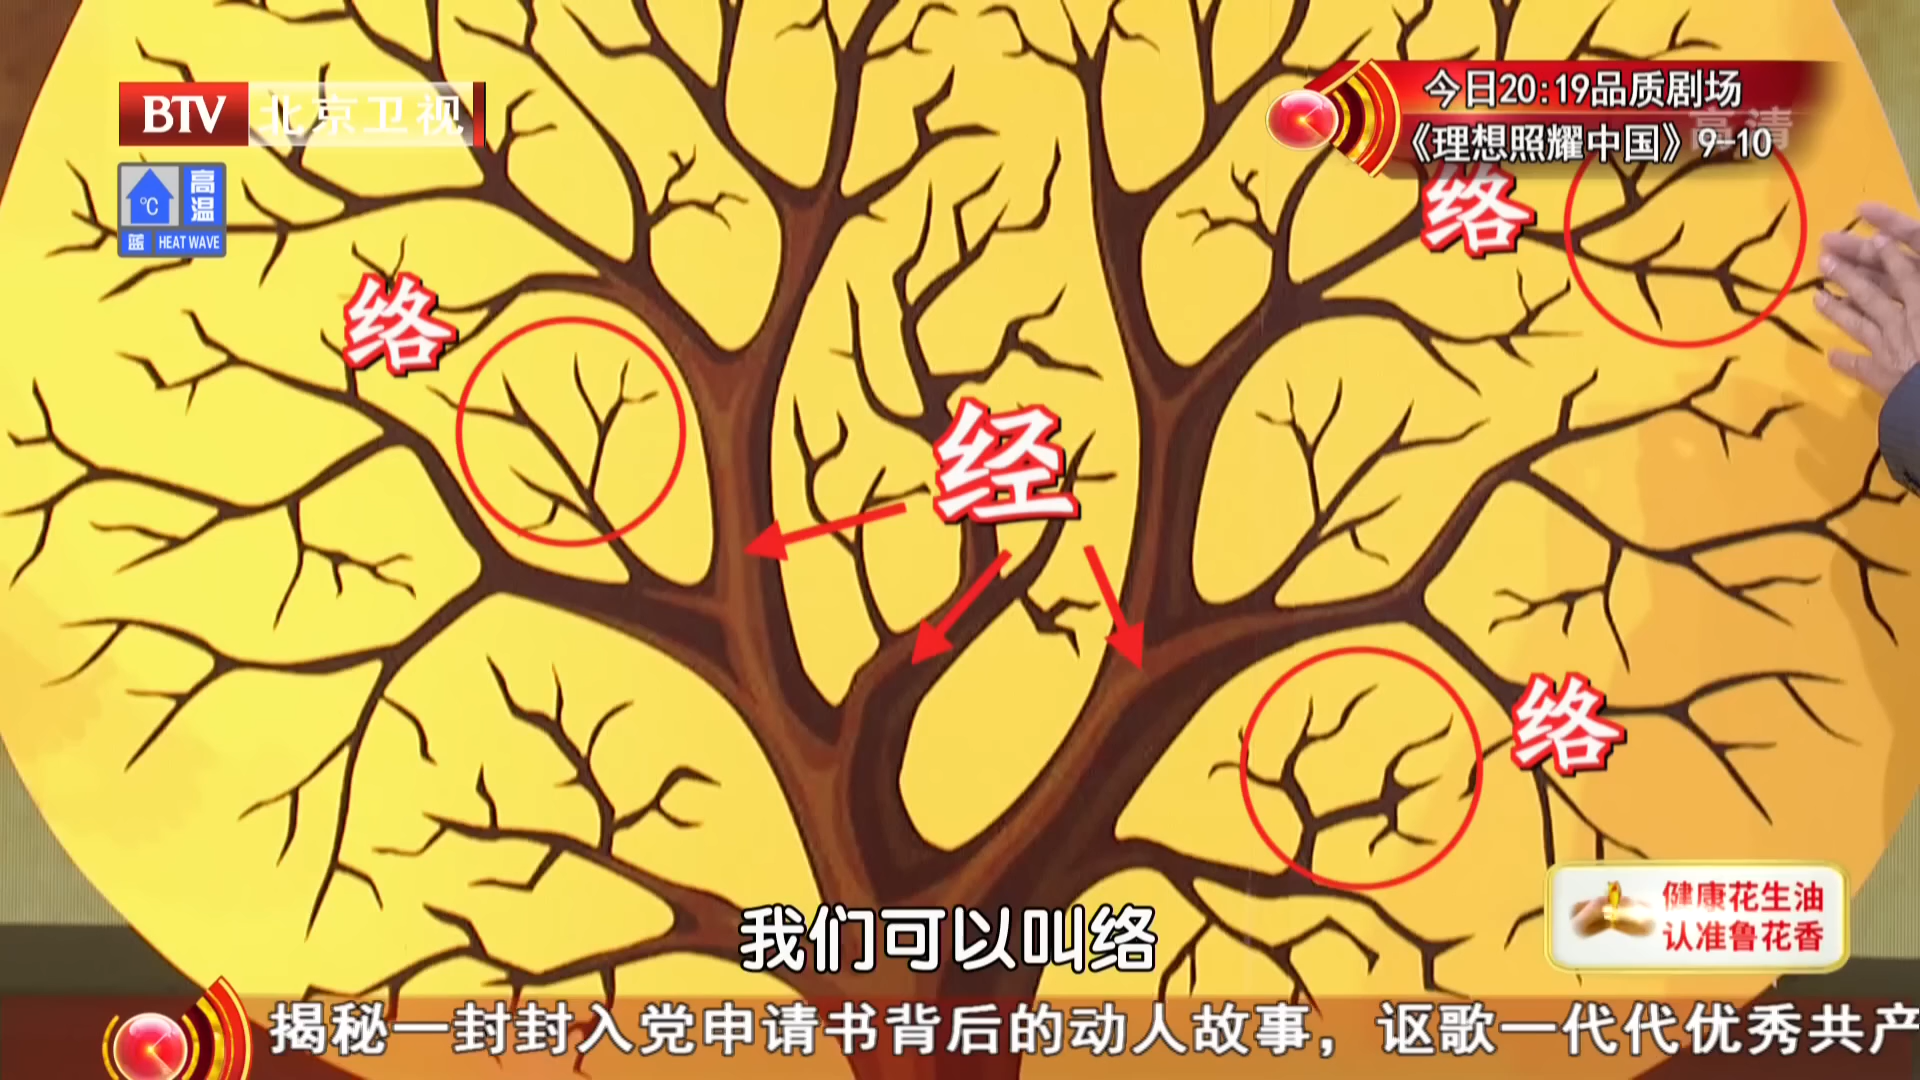 BTV 北京卫视
今日20:19品质剧场
高清
《理想照耀中国》9-10
℃
高温
蓝 HEAT WAVE
络
络
经
络
健康花生油
认准鲁花香
我们可以叫络
揭秘一封封入党申请书背后的动人故事，讴歌一代代优秀共产